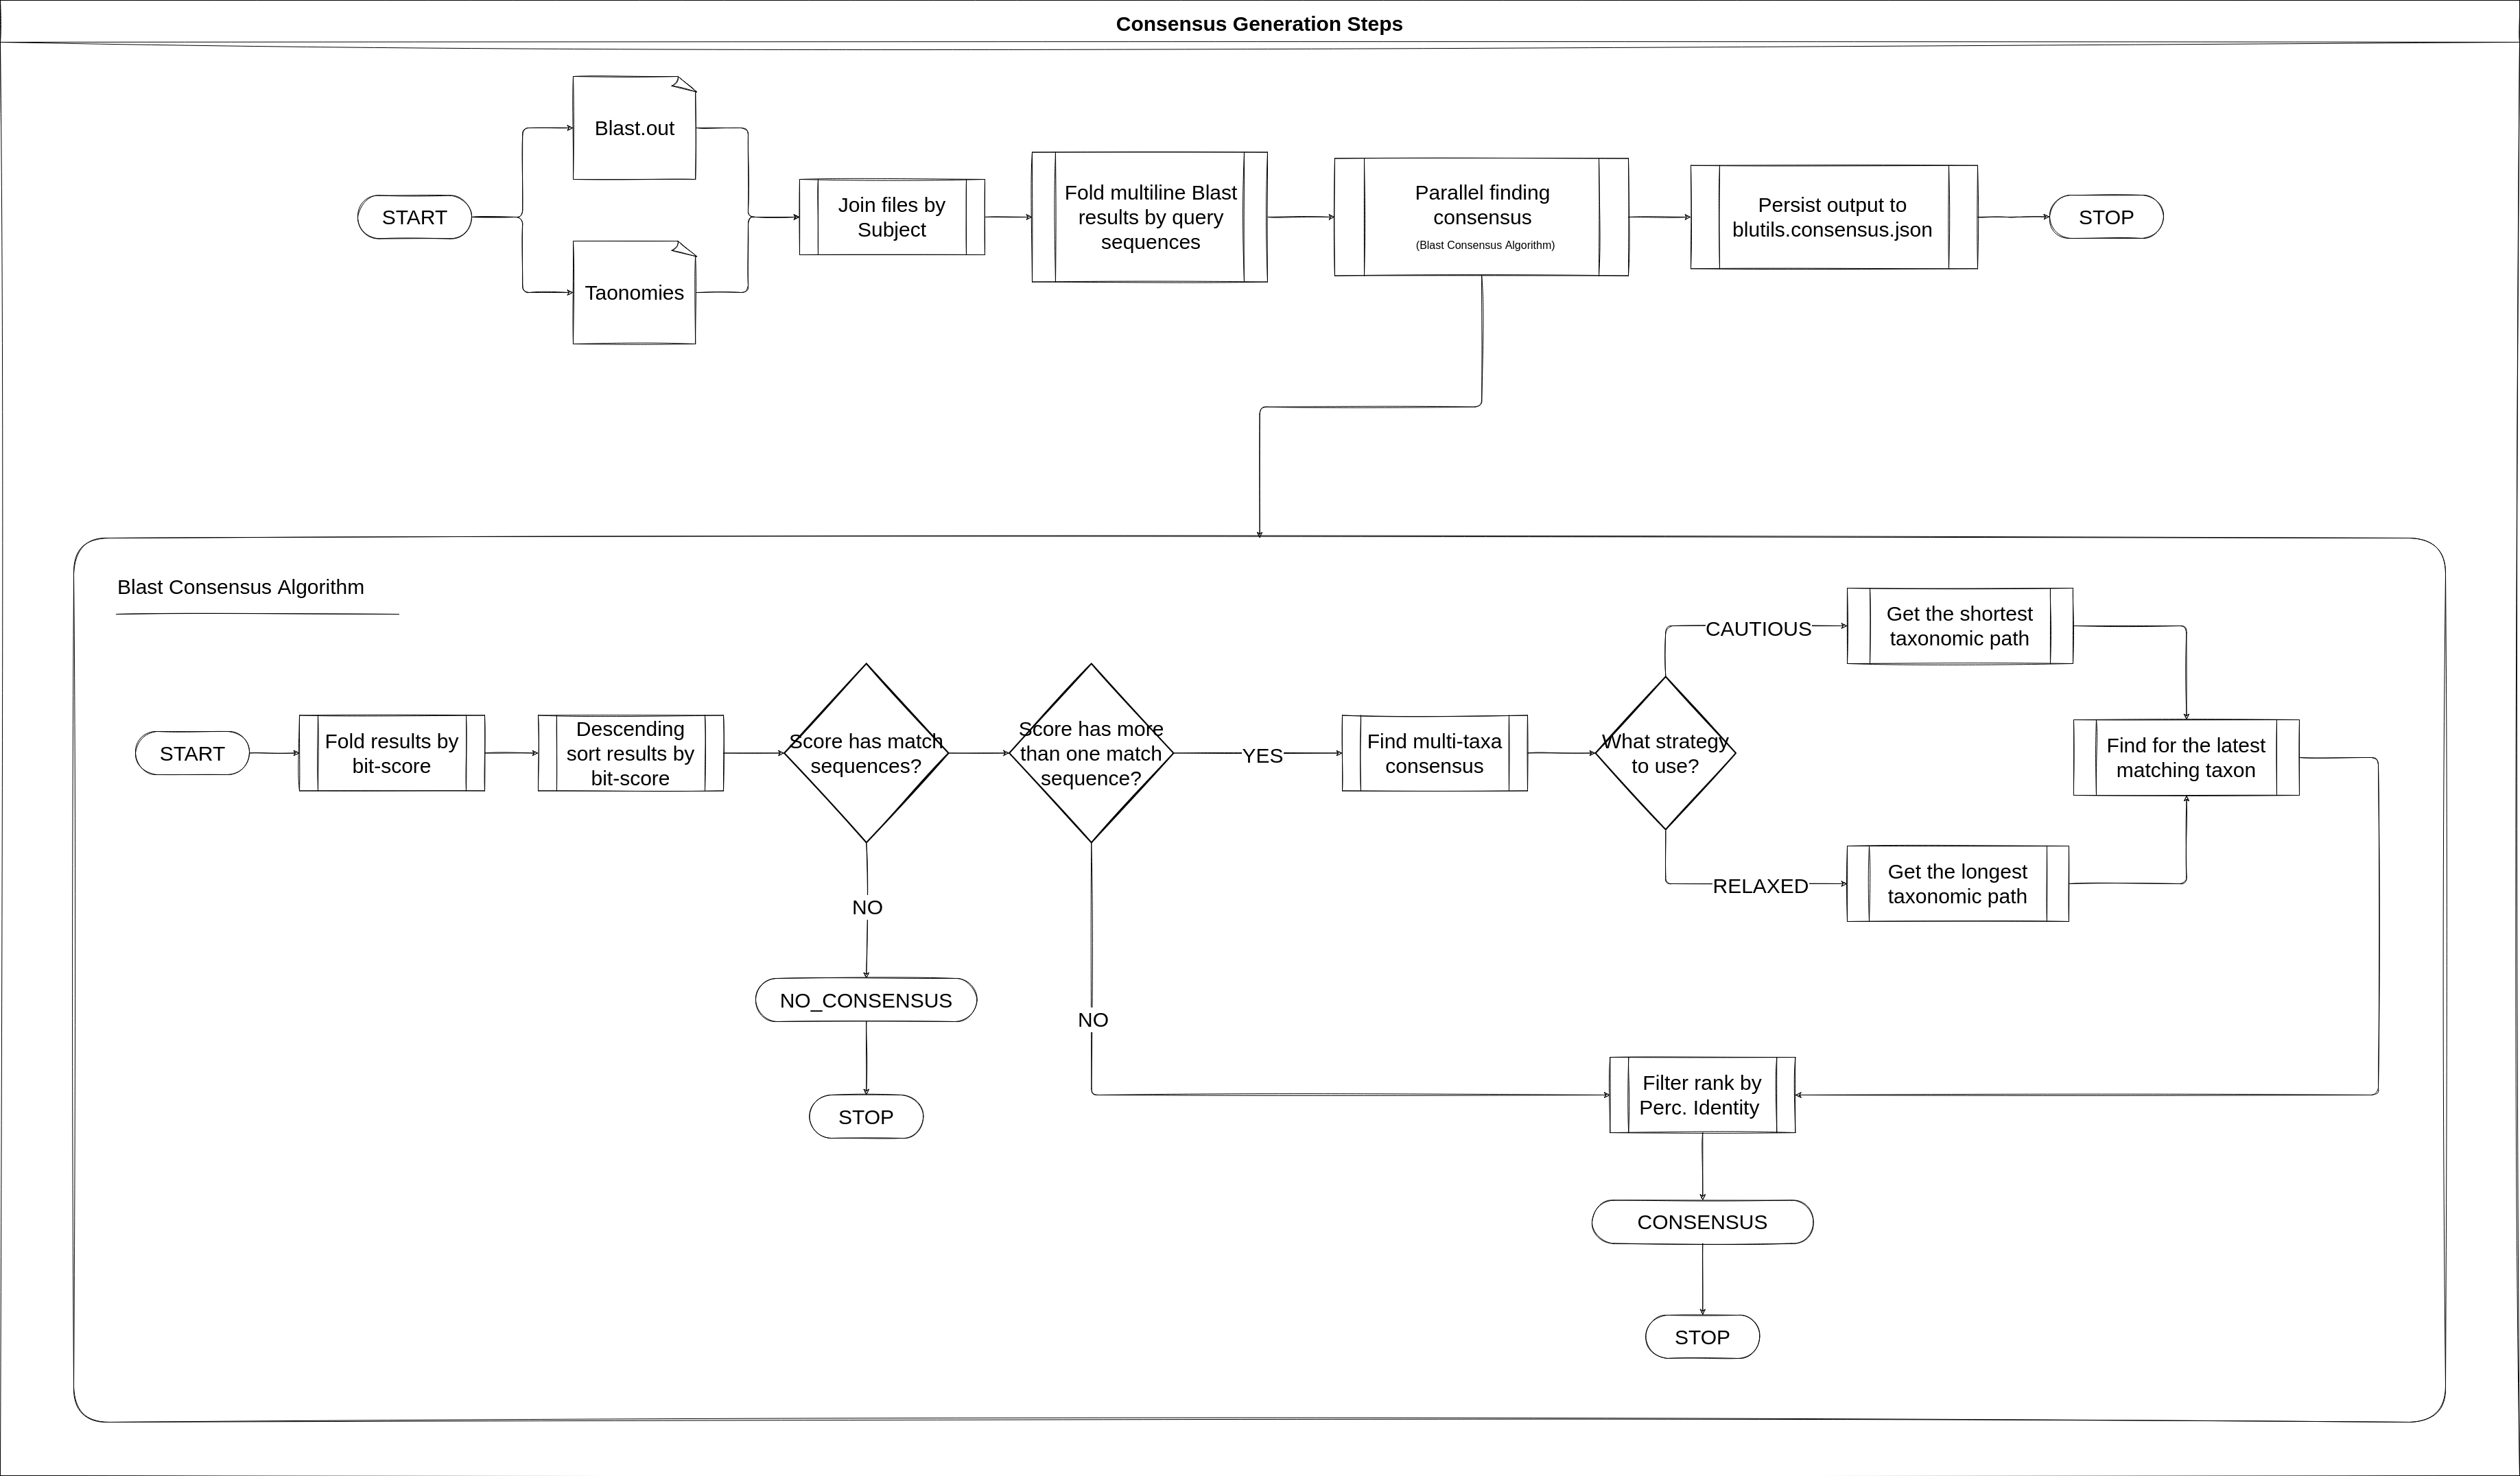 Consensus Generation Steps
Blast.out
START
Taonomies
Join files by
Subject
Fold multiline Blast
results by query
sequences
Parallel finding
consensus
(Blast Consensus Algorithm)
Persist output to
blutils.consensus.json
STOP
Blast Consensus Algorithm
START
Fold results by
bit-score
Descending
sort results by
bit-score
Score has match
sequences?
Score has more
than one match
sequence?
YES
Find multi-taxa
consensus
What strategy
to use?
CAUTIOUS
Get the shortest
taxonomic path
Find for the latest
matching taxon
RELAXED
Get the longest
taxonomic path
NO
NO_CONSENSUS
STOP
NO
Filter rank by
Perc. Identity
CONSENSUS
STOP